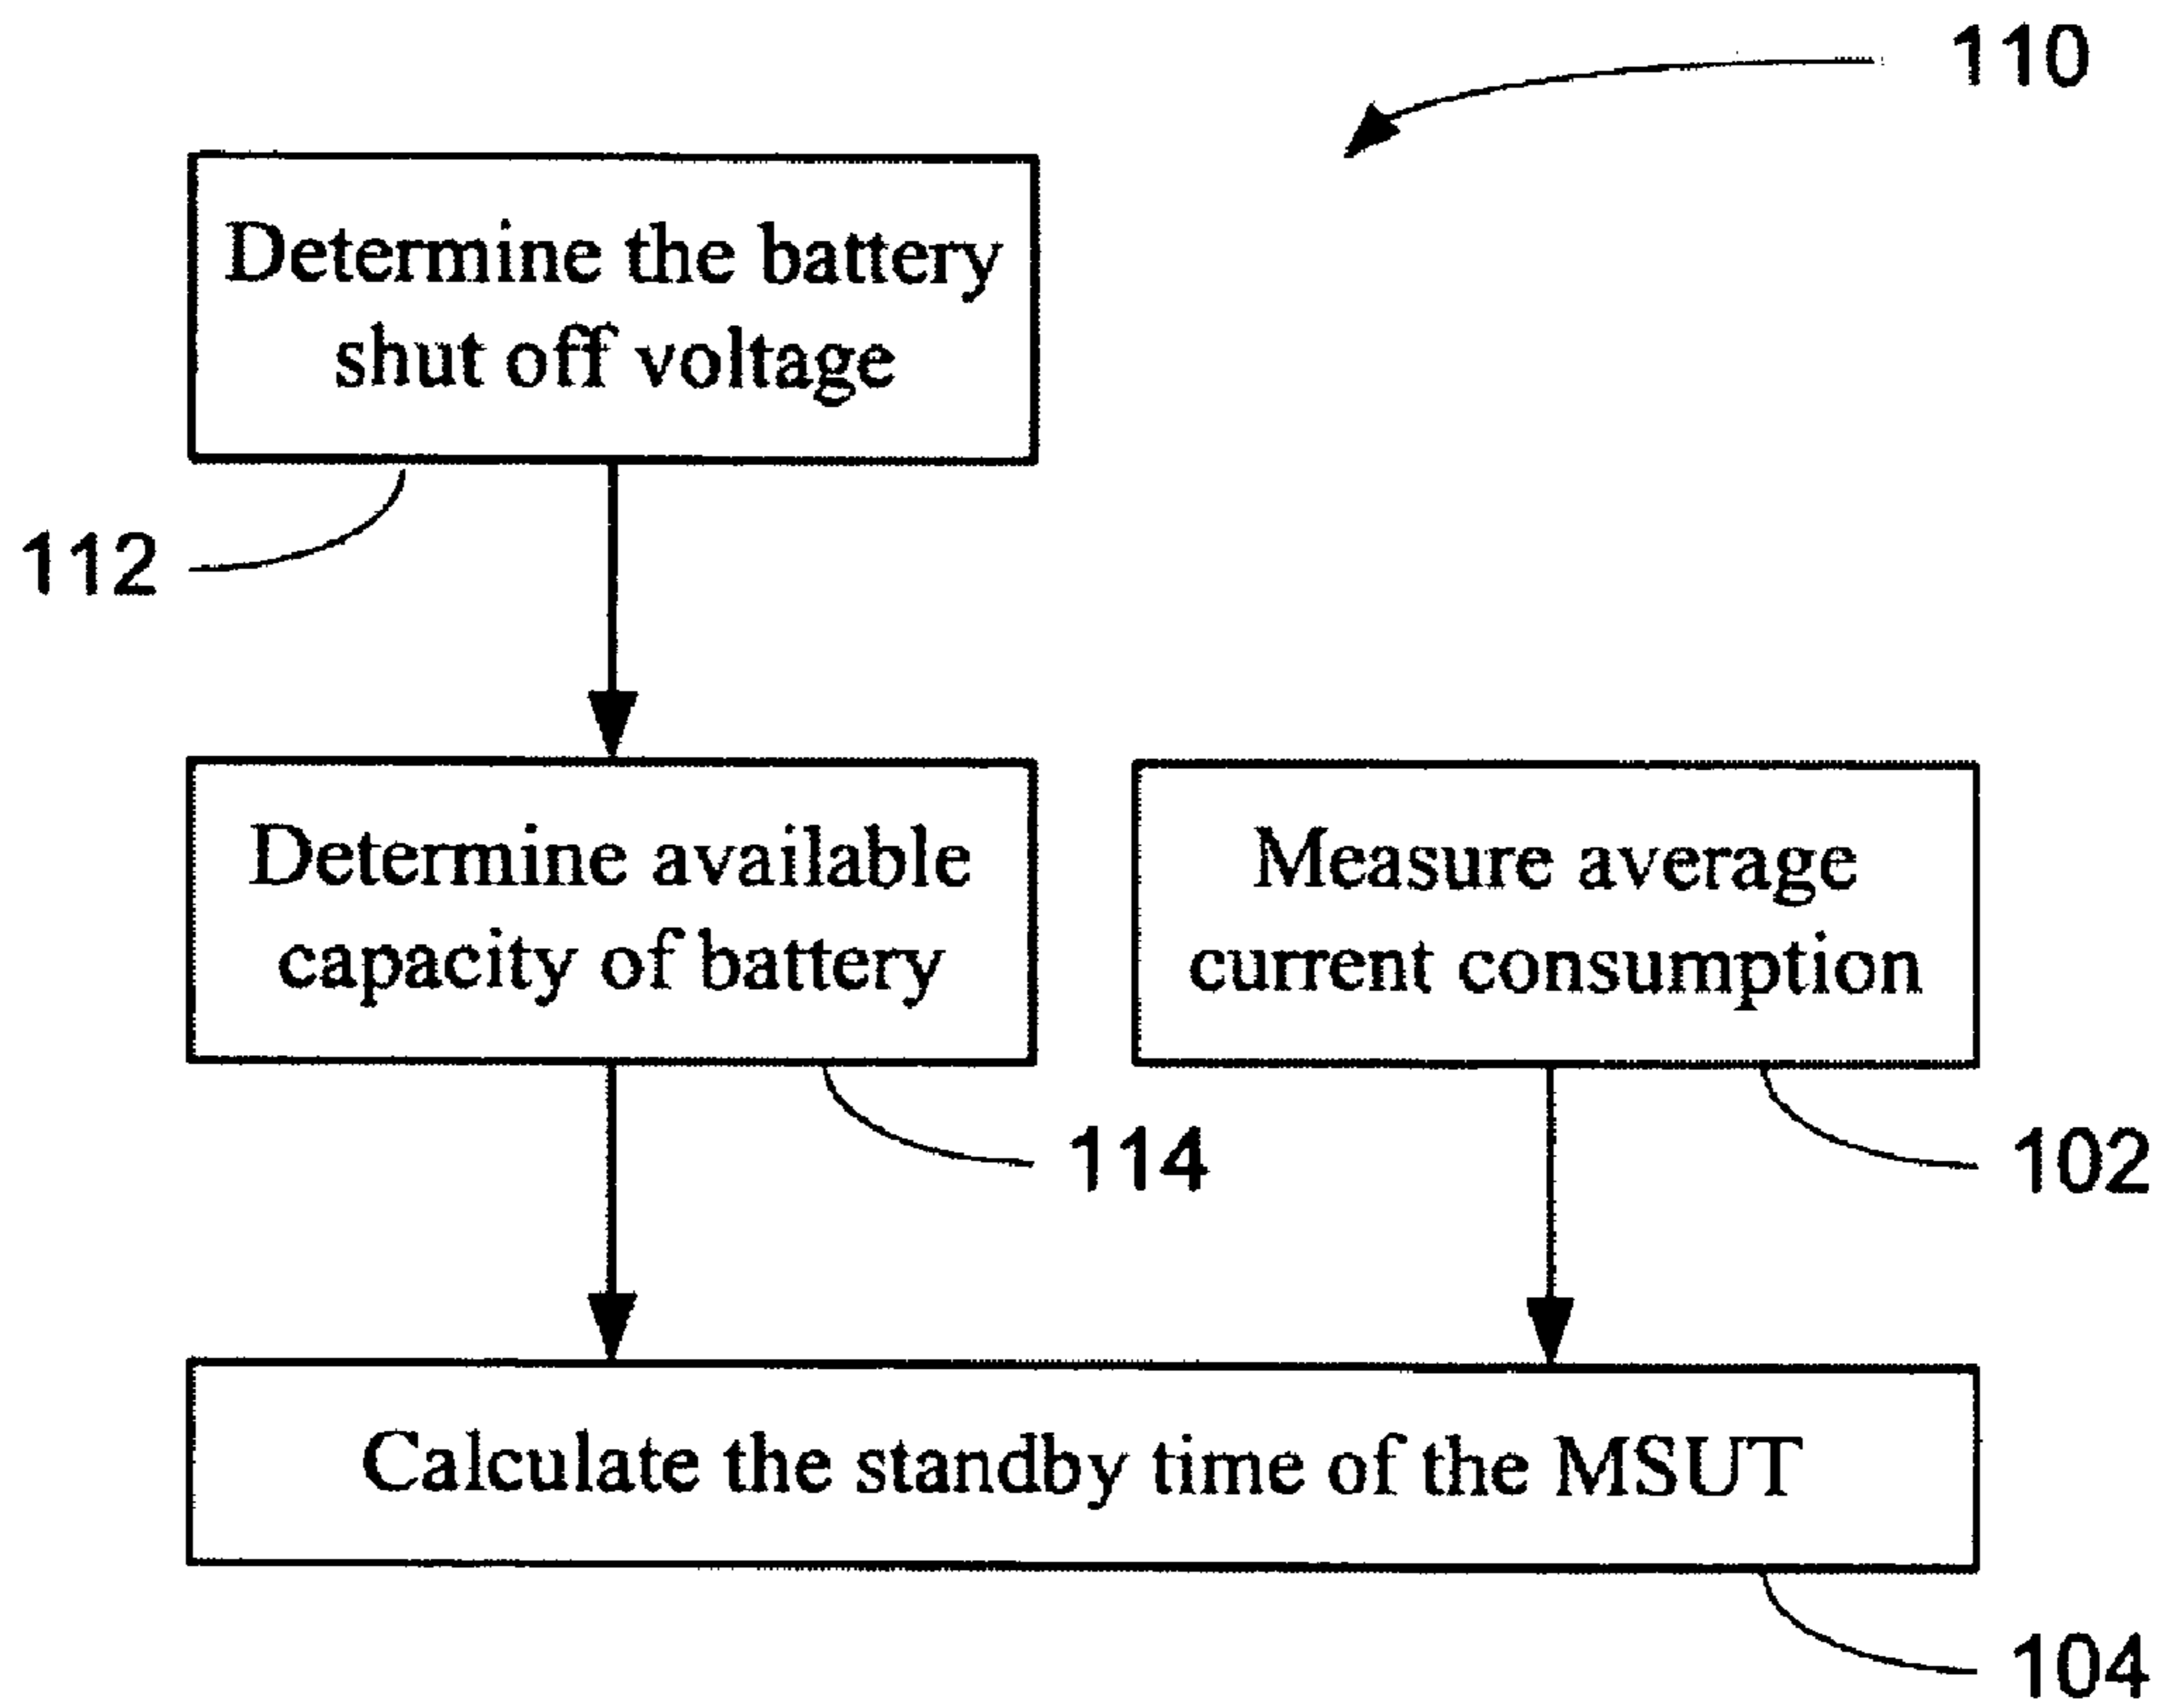 110
Determine the battery
shut off voltage
112
Determine available
capacity of battery
Measure average
current consumption
114
102
Calculate the standby time of the MSUT
104